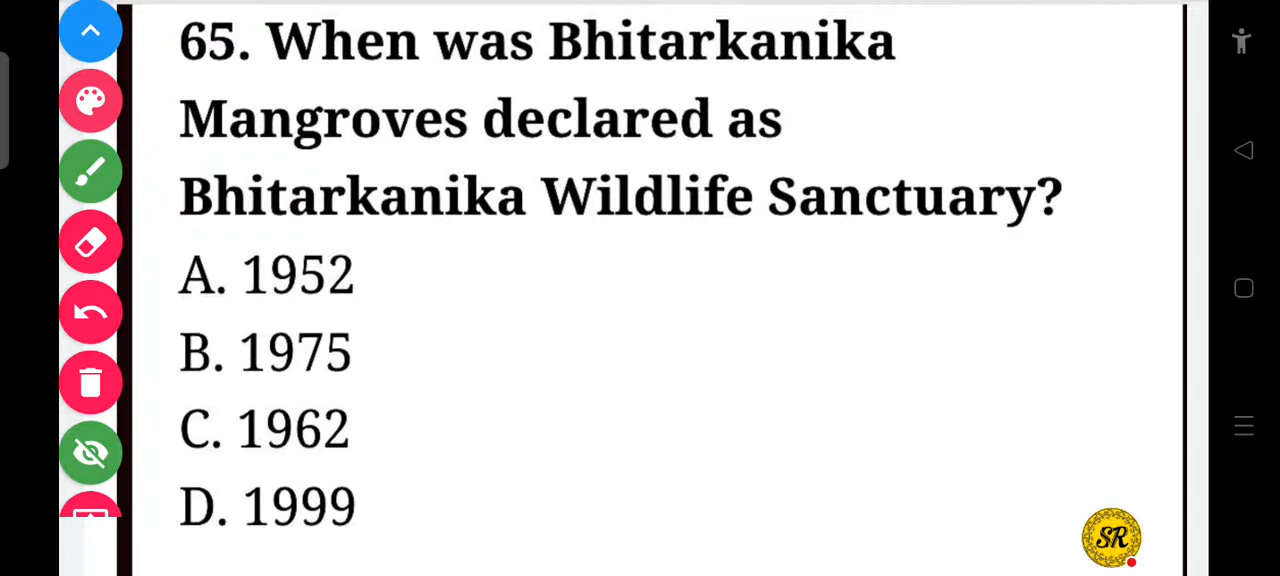 65. When was Bhitarkanika
Mangroves declared as
Bhitarkanika Wildlife Sanctuary?
A. 1952
B. 1975
C. 1962
D. 1999
SR